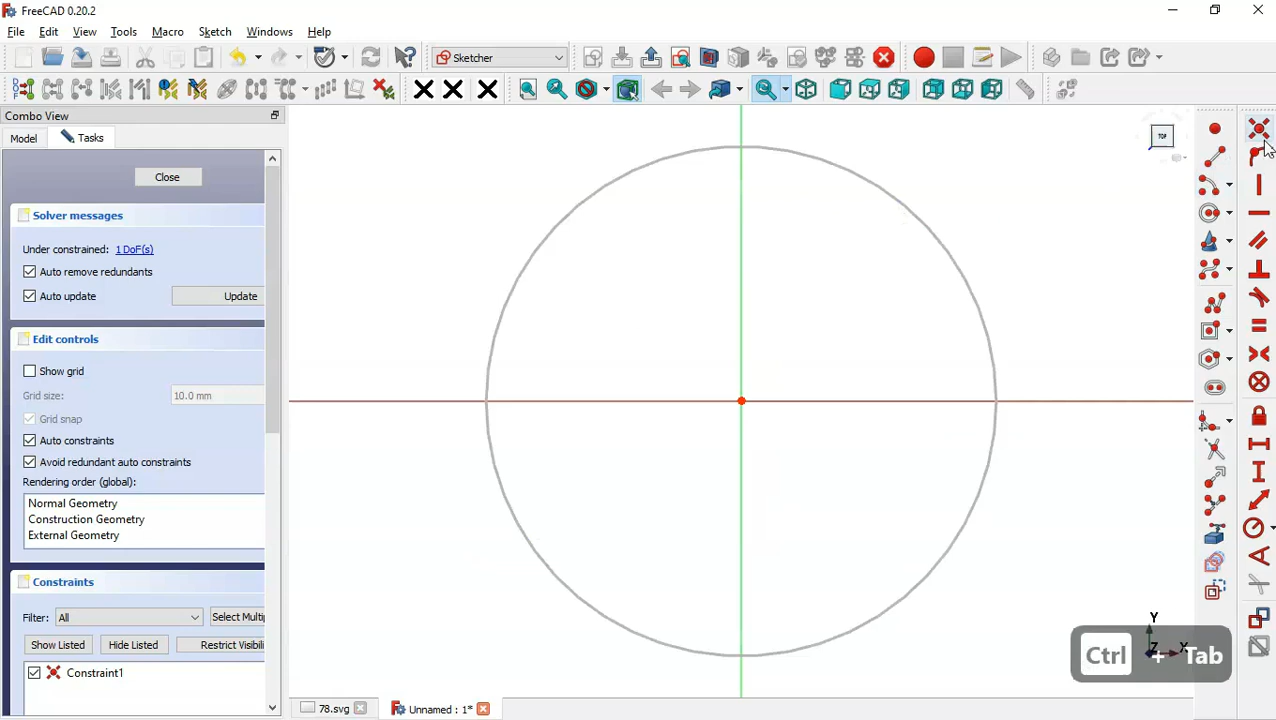 FreeCAD 0.20.2
File Edit View Tools Macro Sketch Windows Help
Sketcher
Combo View
Model Tasks
TOP
Close
Solver messages
Under constrained: 1 DoF(s)
Auto remove redundants
Auto update Update
Edit controls
Show grid
Grid size: 10.0 mm
Grid snap
Auto constraints
Avoid redundant auto constraints
Rendering order (global):
Normal Geometry
Construction Geometry
External Geometry
Constraints
Filter: All Select Multip
Show Listed Hide Listed Restrict Visibili
Constraint1
Y
Z X
Ctrl + Tab
78.svg Unnamed : 1*